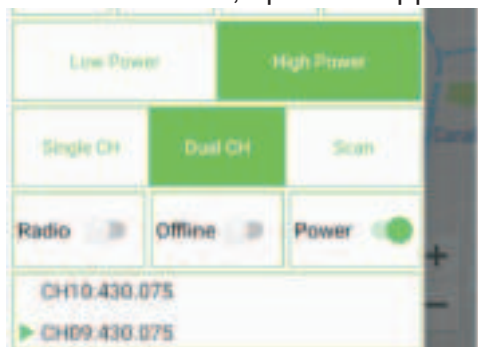 Low Power High Power
Single CH Dual CH Scan
Radio Offline Power
CH10:430.075
CH09:430.075
+
−